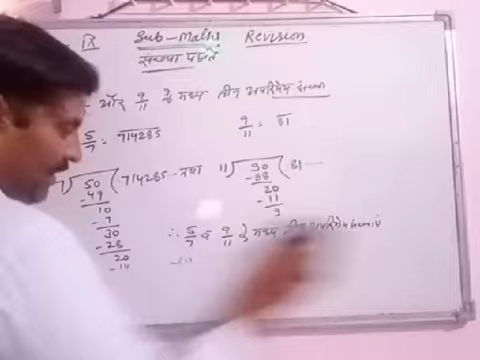 IX Sub-Maths Revision
संख्या पद्धति
और 9/11 के मध्य तीन अपरिमेय संख्या
5/7 = 714285 9/11 = 81
7) 50 (714285 --- तथा 11) 90 (81 ---
-49 -88
10 20
-7 -11
30 9
-28
20
-14
∴ 5/7 व 9/11 के मध्य तीन अपरिमेय